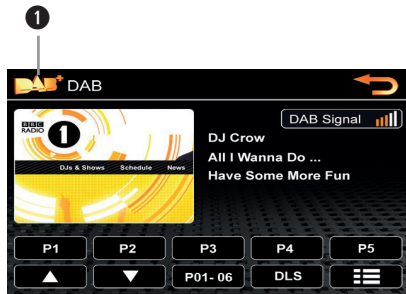 1
DAB+ DAB
DAB Signal
BBC
RADIO 1
DJs & Shows Schedule News
DJ Crow
All I Wanna Do ...
Have Some More Fun
P1 P2 P3 P4 P5
P01- 06 DLS